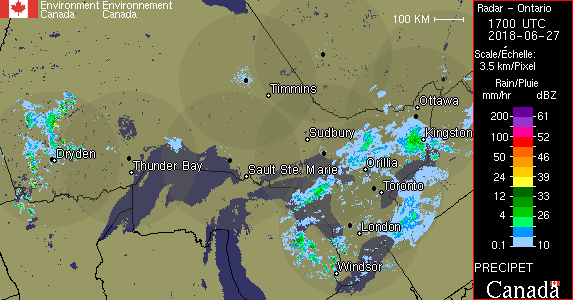 Environment Environnement
Canada Canada
100 KM
Timmins
Ottawa
Sudbury
Kingston
Dryden
Thunder Bay
Sault Ste. Marie
Orillia
Toronto
London
Windsor
Radar - Ontario
1700 UTC
2018-06-27
Scale/Échelle:
3.5 km/Pixel
Rain/Pluie
mm/hr dBZ
200 61
100 52
50 46
24 39
12 33
4 26
0.1 10
PRECIPET
Canada